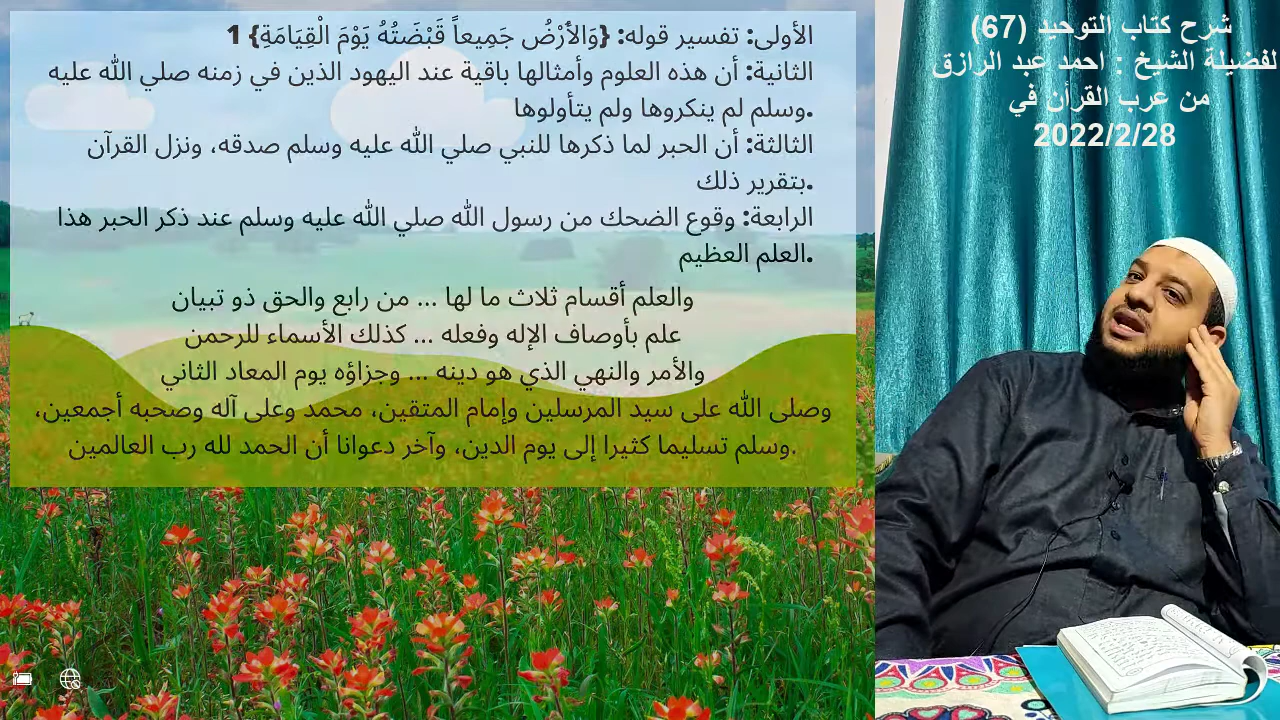 شرح كتاب التوحيد (67)
لفضيلة الشيخ : احمد عبد الرازق
من عرب القرآن في
2022/2/28
الأولى: تفسير قوله: {وَالأَرْضُ جَمِيعاً قَبْضَتُهُ يَوْمَ الْقِيَامَةِ} 1
الثانية: أن هذه العلوم وأمثالها باقية عند اليهود الذين في زمنه صلي الله عليه
وسلم لم ينكروها ولم يتأولوها.
الثالثة: أن الحبر لما ذكرها للنبي صلي الله عليه وسلم صدقه، ونزل القرآن
بتقرير ذلك.
الرابعة: وقوع الضحك من رسول الله صلي الله عليه وسلم عند ذكر الحبر هذا
العلم العظيم.
والعلم أقسام ثلاث ما لها ... من رابع والحق ذو تبيان
علم بأوصاف الإله وفعله ... كذلك الأسماء للرحمن
والأمر والنهي الذي هو دينه ... وجزاؤه يوم المعاد الثاني
وصلى الله على سيد المرسلين وإمام المتقين، محمد وعلى آله وصحبه أجمعين،
وسلم تسليما كثيرا إلى يوم الدين، وآخر دعوانا أن الحمد لله رب العالمين.